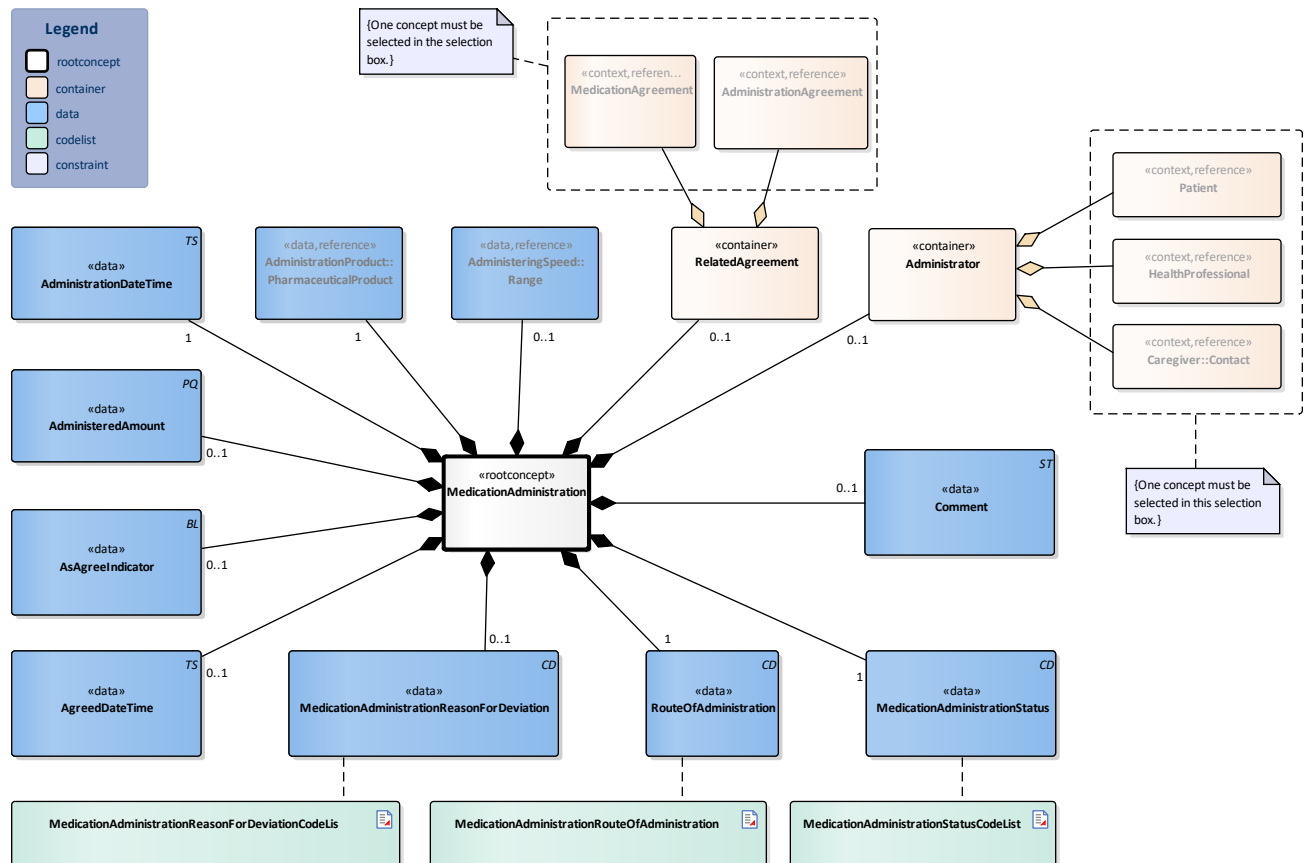 Legend
rootconcept
container
data
codelist
constraint
{One concept must be
selected in the selection
box.}
«context,referen...
MedicationAgreement
«context,reference»
AdministrationAgreement
«context,reference»
Patient
«context,reference»
HealthProfessional
«context,reference»
Caregiver::Contact
{One concept must be
selected in this selection
box.}
TS
«data»
AdministrationDateTime
1
«data,reference»
AdministrationProduct::
PharmaceuticalProduct
1
«data,reference»
AdministeringSpeed::
Range
0..1
«container»
RelatedAgreement
0..1
«container»
Administrator
0..1
PQ
«data»
AdministeredAmount
0..1
«rootconcept»
MedicationAdministration
ST
«data»
Comment
0..1
BL
«data»
AsAgreeIndicator
0..1
TS
«data»
AgreedDateTime
0..1
CD
«data»
MedicationAdministrationReasonForDeviation
0..1
CD
«data»
RouteOfAdministration
1
CD
«data»
MedicationAdministrationStatus
1
MedicationAdministrationReasonForDeviationCodeLis
MedicationAdministrationRouteOfAdministration
MedicationAdministrationStatusCodeList